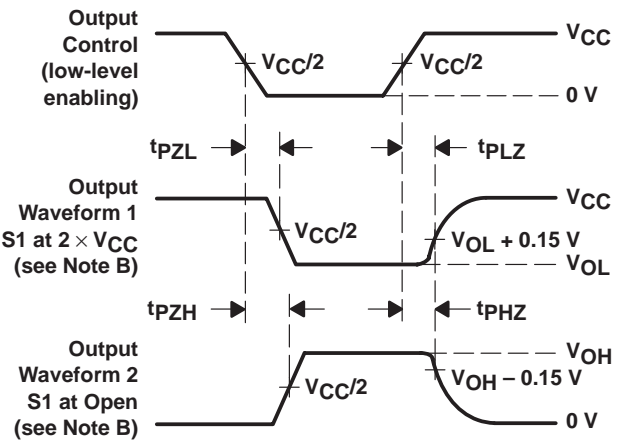 Output
Control
(low-level
enabling)
VCC
VCC/2
VCC/2
0 V
tPZL
tPLZ
Output
Waveform 1
S1 at 2 × VCC
(see Note B)
VCC
VCC/2
VOL + 0.15 V
VOL
tPZH
tPHZ
Output
Waveform 2
S1 at Open
(see Note B)
VOH
VCC/2
VOH – 0.15 V
0 V